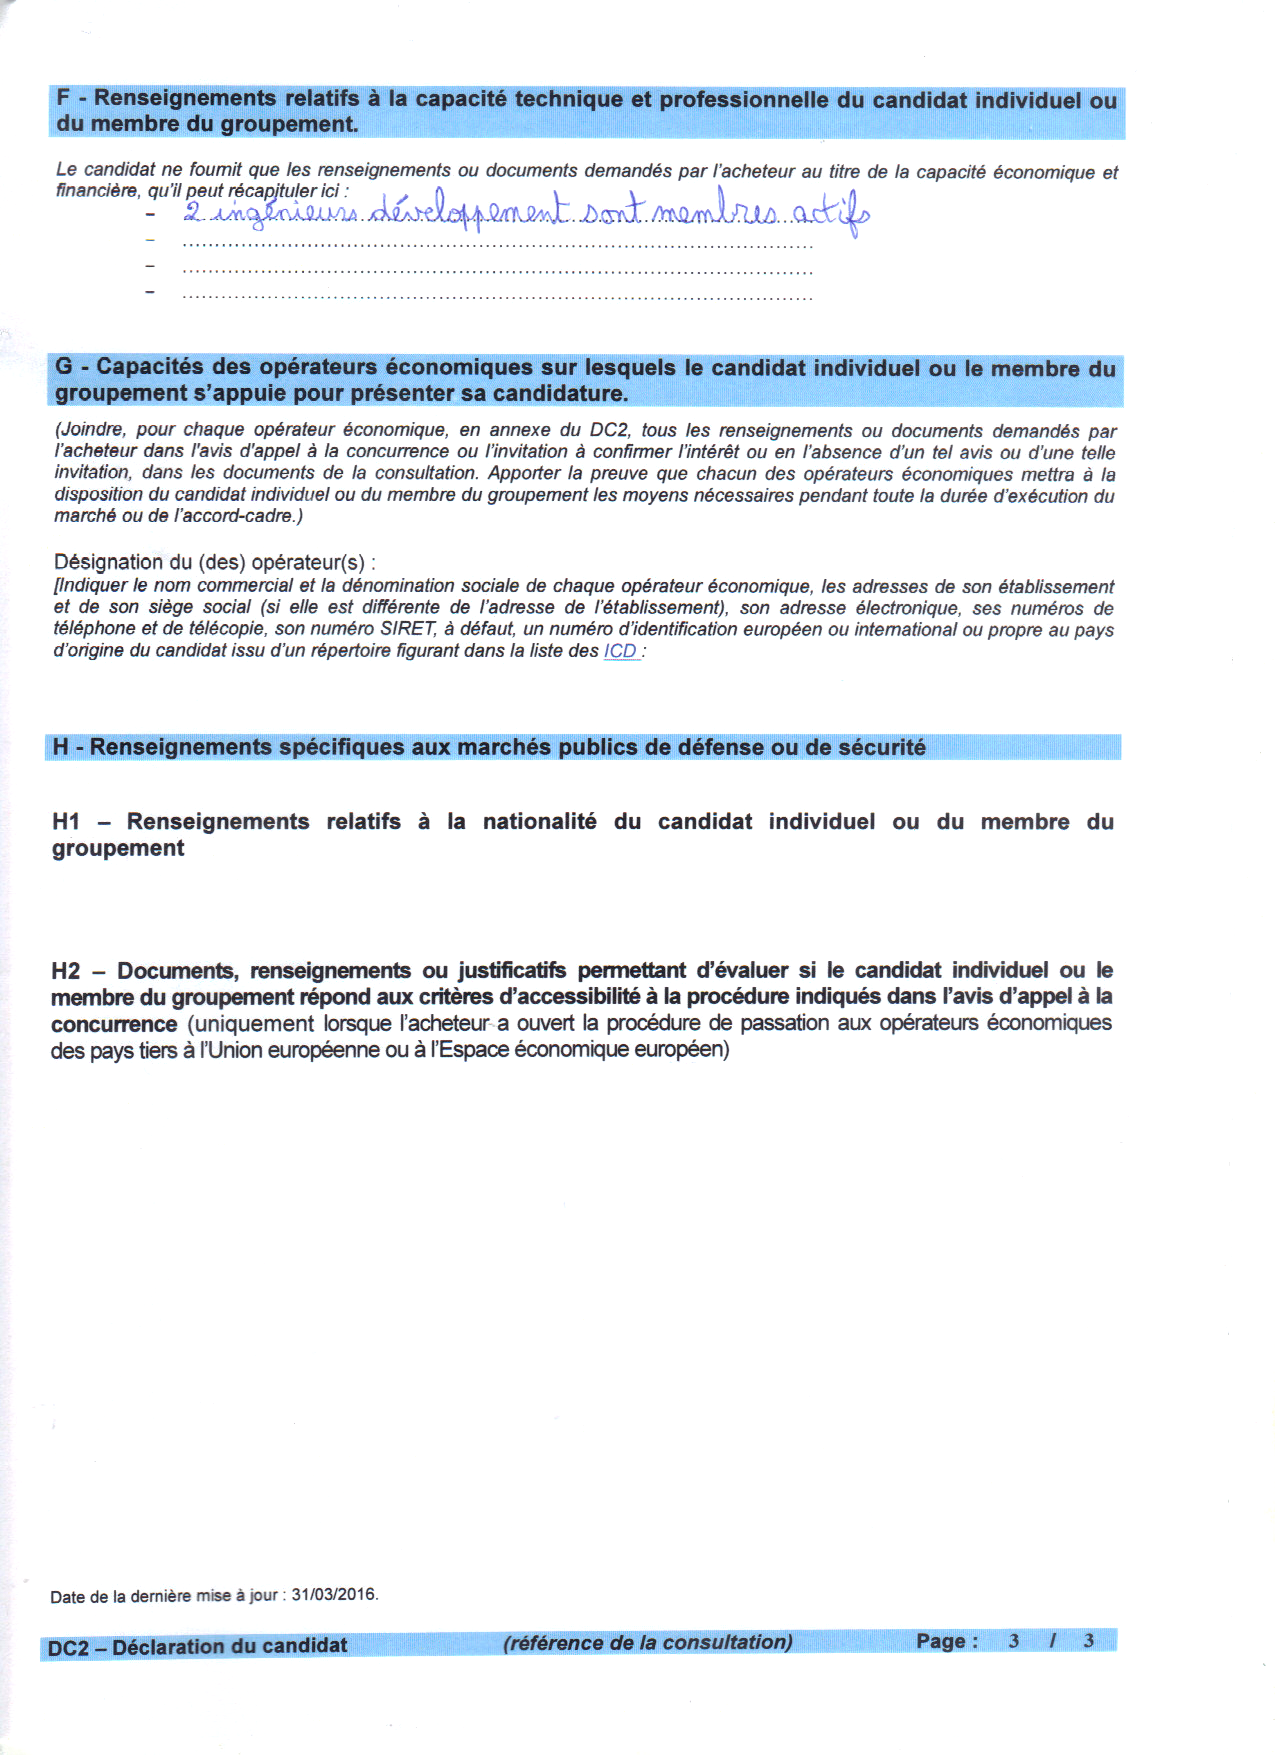 F - Renseignements relatifs à la capacité technique et professionnelle du candidat individuel ou
du membre du groupement.
Le candidat ne fournit que les renseignements ou documents demandés par l'acheteur au titre de la capacité économique et
financière, qu'il peut récapituler ici :
- 2 ingénieurs développement sont membres actifs
- ....................................................................................................
- ....................................................................................................
- ....................................................................................................
G - Capacités des opérateurs économiques sur lesquels le candidat individuel ou le membre du
groupement s'appuie pour présenter sa candidature.
(Joindre, pour chaque opérateur économique, en annexe du DC2, tous les renseignements ou documents demandés par
l'acheteur dans l'avis d'appel à la concurrence ou l'invitation à confirmer l'intérêt ou en l'absence d'un tel avis ou d'une telle
invitation, dans les documents de la consultation. Apporter la preuve que chacun des opérateurs économiques mettra à la
disposition du candidat individuel ou du membre du groupement les moyens nécessaires pendant toute la durée d'exécution du
marché ou de l'accord-cadre.)
Désignation du (des) opérateur(s) :
[Indiquer le nom commercial et la dénomination sociale de chaque opérateur économique, les adresses de son établissement
et de son siège social (si elle est différente de l'adresse de l'établissement), son adresse électronique, ses numéros de
téléphone et de télécopie, son numéro SIRET, à défaut, un numéro d'identification européen ou international ou propre au pays
d'origine du candidat issu d'un répertoire figurant dans la liste des ICD :
H - Renseignements spécifiques aux marchés publics de défense ou de sécurité
H1 – Renseignements relatifs à la nationalité du candidat individuel ou du membre du
groupement
H2 – Documents, renseignements ou justificatifs permettant d'évaluer si le candidat individuel ou le
membre du groupement répond aux critères d'accessibilité à la procédure indiqués dans l'avis d'appel à la
concurrence (uniquement lorsque l'acheteur a ouvert la procédure de passation aux opérateurs économiques
des pays tiers à l'Union européenne ou à l'Espace économique européen)
Date de la dernière mise à jour : 31/03/2016.
DC2 – Déclaration du candidat (référence de la consultation) Page : 3 / 3